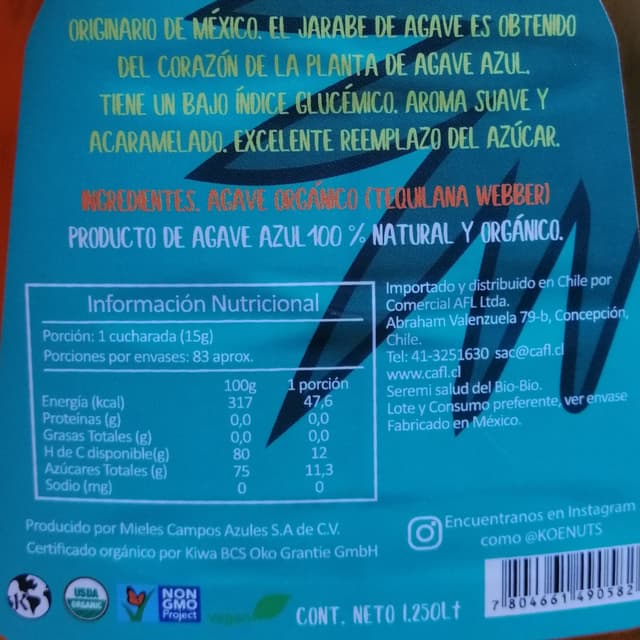 ORIGINARIO DE MÉXICO. EL JARABE DE AGAVE ES OBTENIDO
DEL CORAZÓN DE LA PLANTA DE AGAVE AZUL.
TIENE UN BAJO ÍNDICE GLUCÉMICO. AROMA SUAVE Y
ACARAMELADO. EXCELENTE REEMPLAZO DEL AZÚCAR.
INGREDIENTES. AGAVE ORGÁNICO (TEQUILANA WEBBER)
PRODUCTO DE AGAVE AZUL 100 % NATURAL Y ORGÁNICO.
Información Nutricional
Porción: 1 cucharada (15g)
Porciones por envases: 83 aprox.
100g 1 porción
Energía (kcal) 317 47,6
Proteínas (g) 0,0 0,0
Grasas Totales (g) 0,0 0,0
H de C disponible(g) 80 12
Azúcares Totales (g) 75 11,3
Sodio (mg) 0 0
Importado y distribuido en Chile por
Comercial AFL Ltda.
Abraham Valenzuela 79-b, Concepción,
Chile.
Tel: 41-3251630 sac@cafl.cl
www.cafl.cl
Seremi salud del Bio-Bio.
Lote y Consumo preferente, ver envase
Fabricado en México.
Producido por Mieles Campos Azules S.A de C.V.
Certificado orgánico por Kiwa BCS Oko Grantie GmbH
Encuentranos en Instagram
como @KOENUTS
K
USDA
ORGANIC
NON
GMO
Project
vegan
CONT. NETO 1.250Lt
7 804661 490582